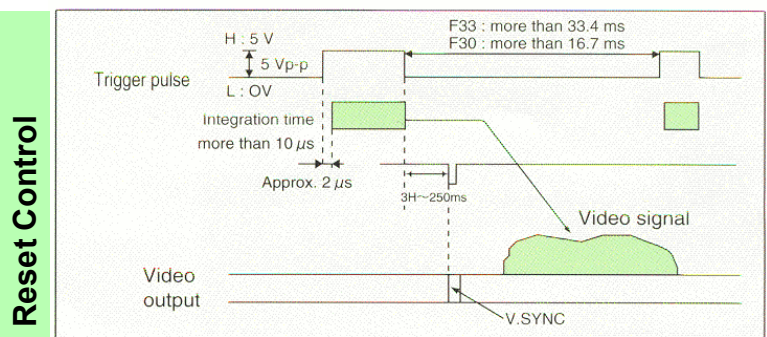 Reset Control
F33 : more than 33.4 ms
H : 5 V
F30 : more than 16.7 ms
5 Vp-p
Trigger pulse
L : OV
Integration time
more than 10 µs
Approx. 2 µs
3H～250ms
Video signal
Video
output
V.SYNC